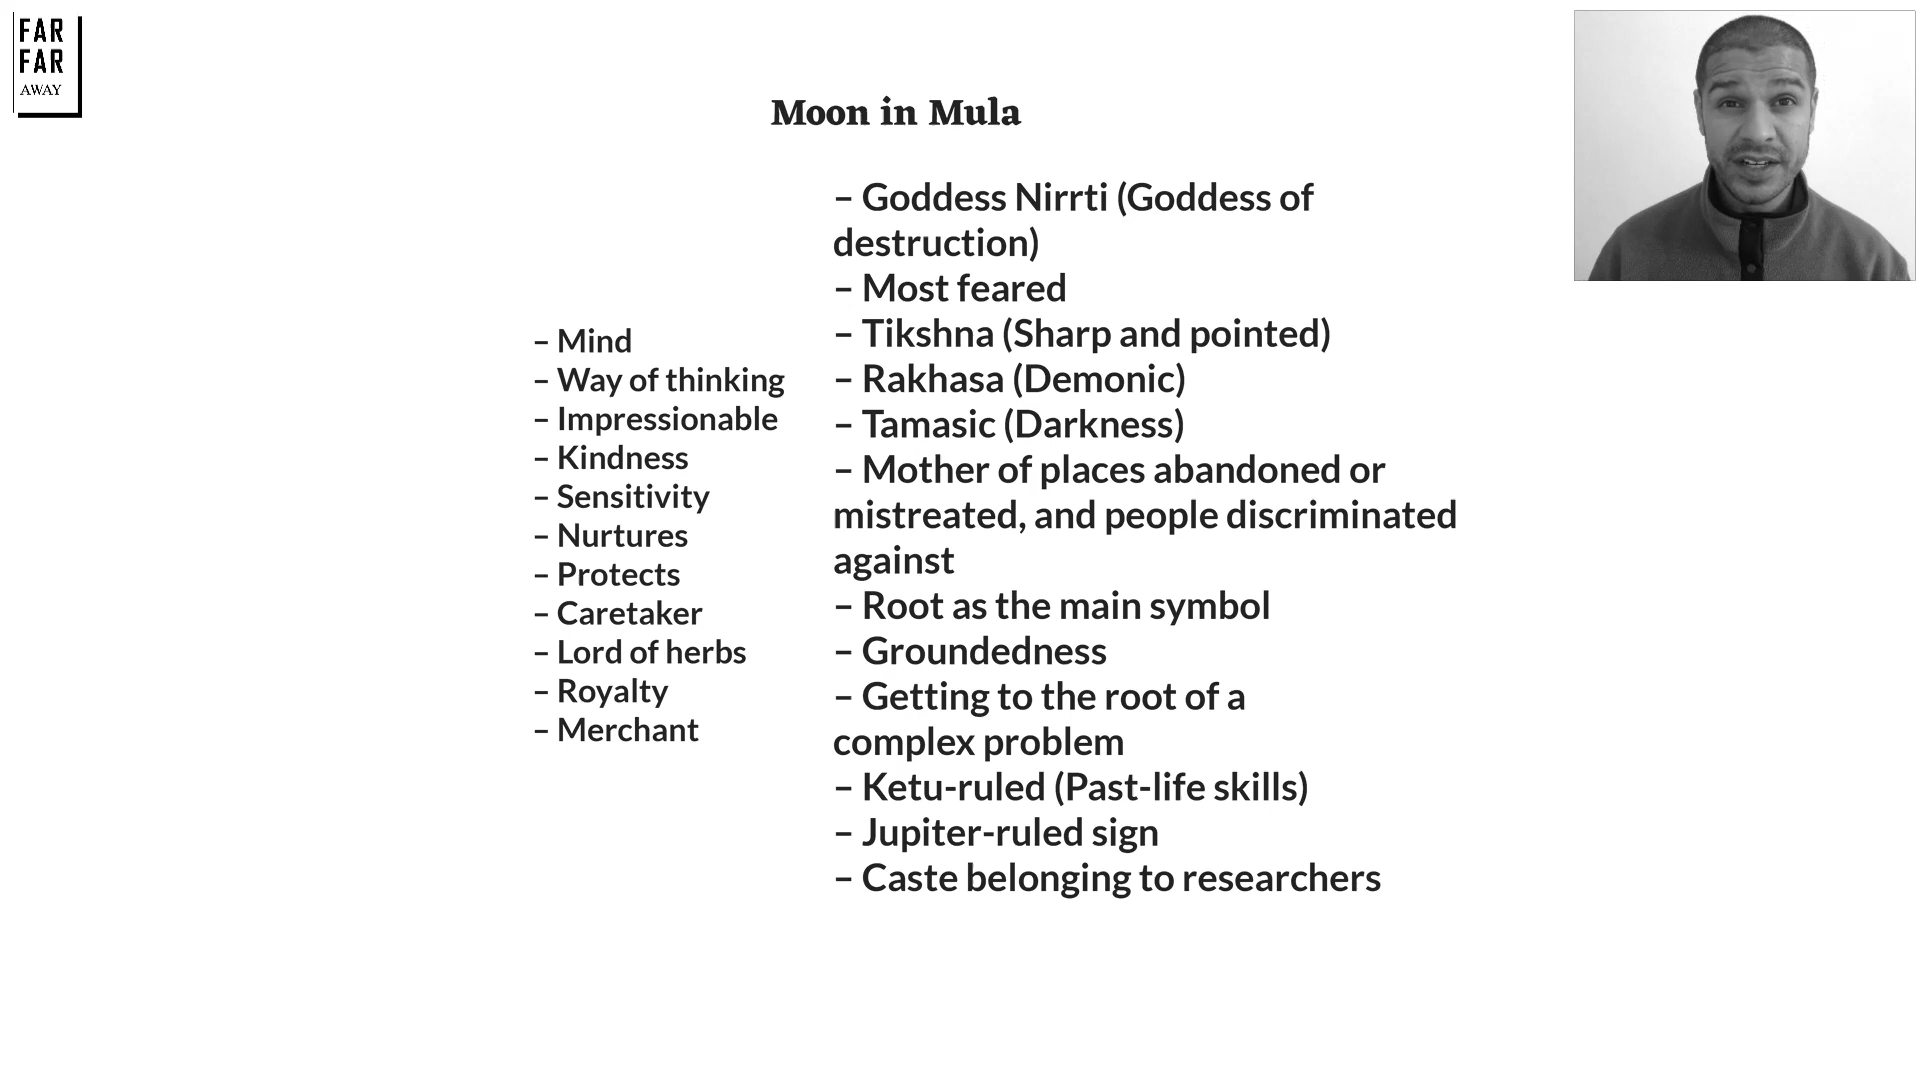 FAR
FAR
AWAY
Moon in Mula
– Mind
– Way of thinking
– Impressionable
– Kindness
– Sensitivity
– Nurtures
– Protects
– Caretaker
– Lord of herbs
– Royalty
– Merchant
– Goddess Nirrti (Goddess of
destruction)
– Most feared
– Tikshna (Sharp and pointed)
– Rakhasa (Demonic)
– Tamasic (Darkness)
– Mother of places abandoned or
mistreated, and people discriminated
against
– Root as the main symbol
– Groundedness
– Getting to the root of a
complex problem
– Ketu-ruled (Past-life skills)
– Jupiter-ruled sign
– Caste belonging to researchers